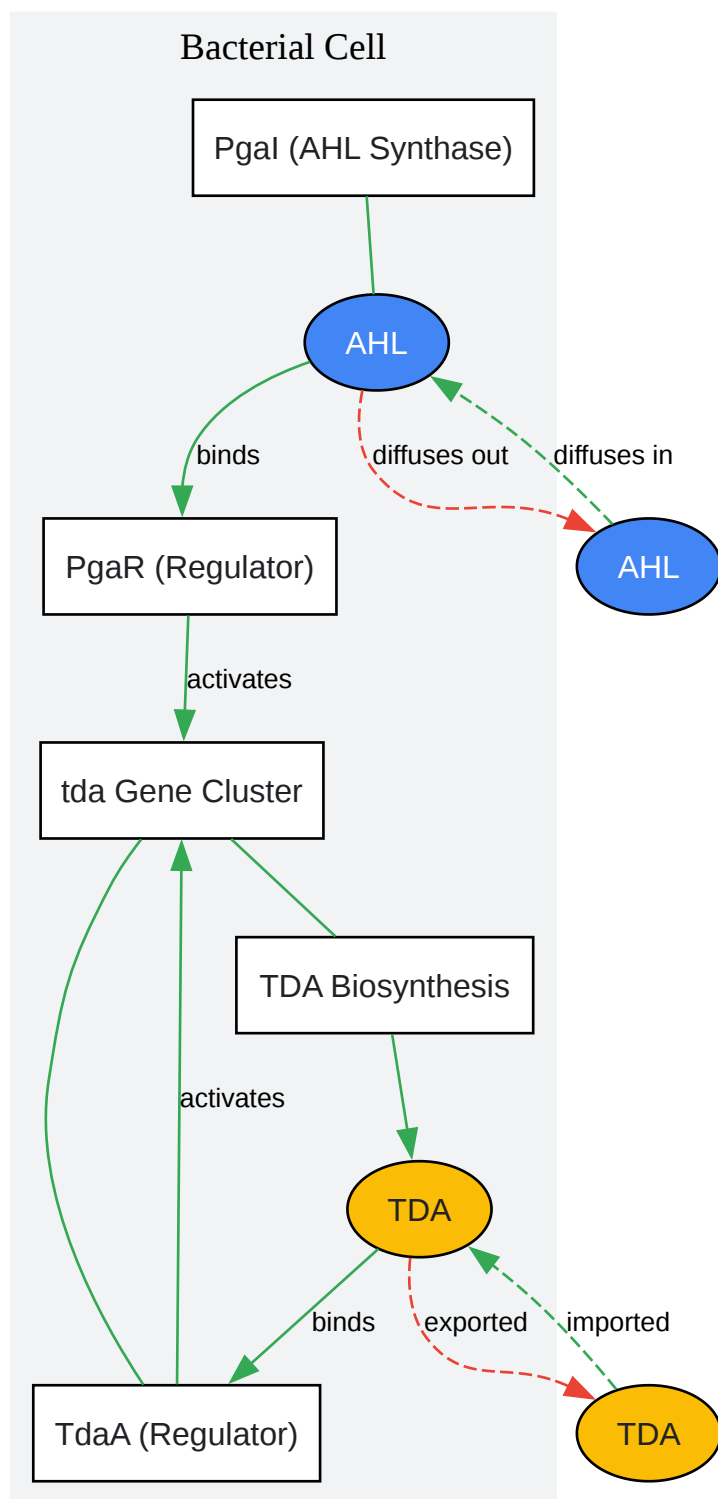 Bacterial Cell
PgaI (AHL Synthase)
AHL
binds
diffuses out
diffuses in
PgaR (Regulator)
AHL
activates
tda Gene Cluster
TDA Biosynthesis
activates
TDA
binds
exported
imported
TdaA (Regulator)
TDA